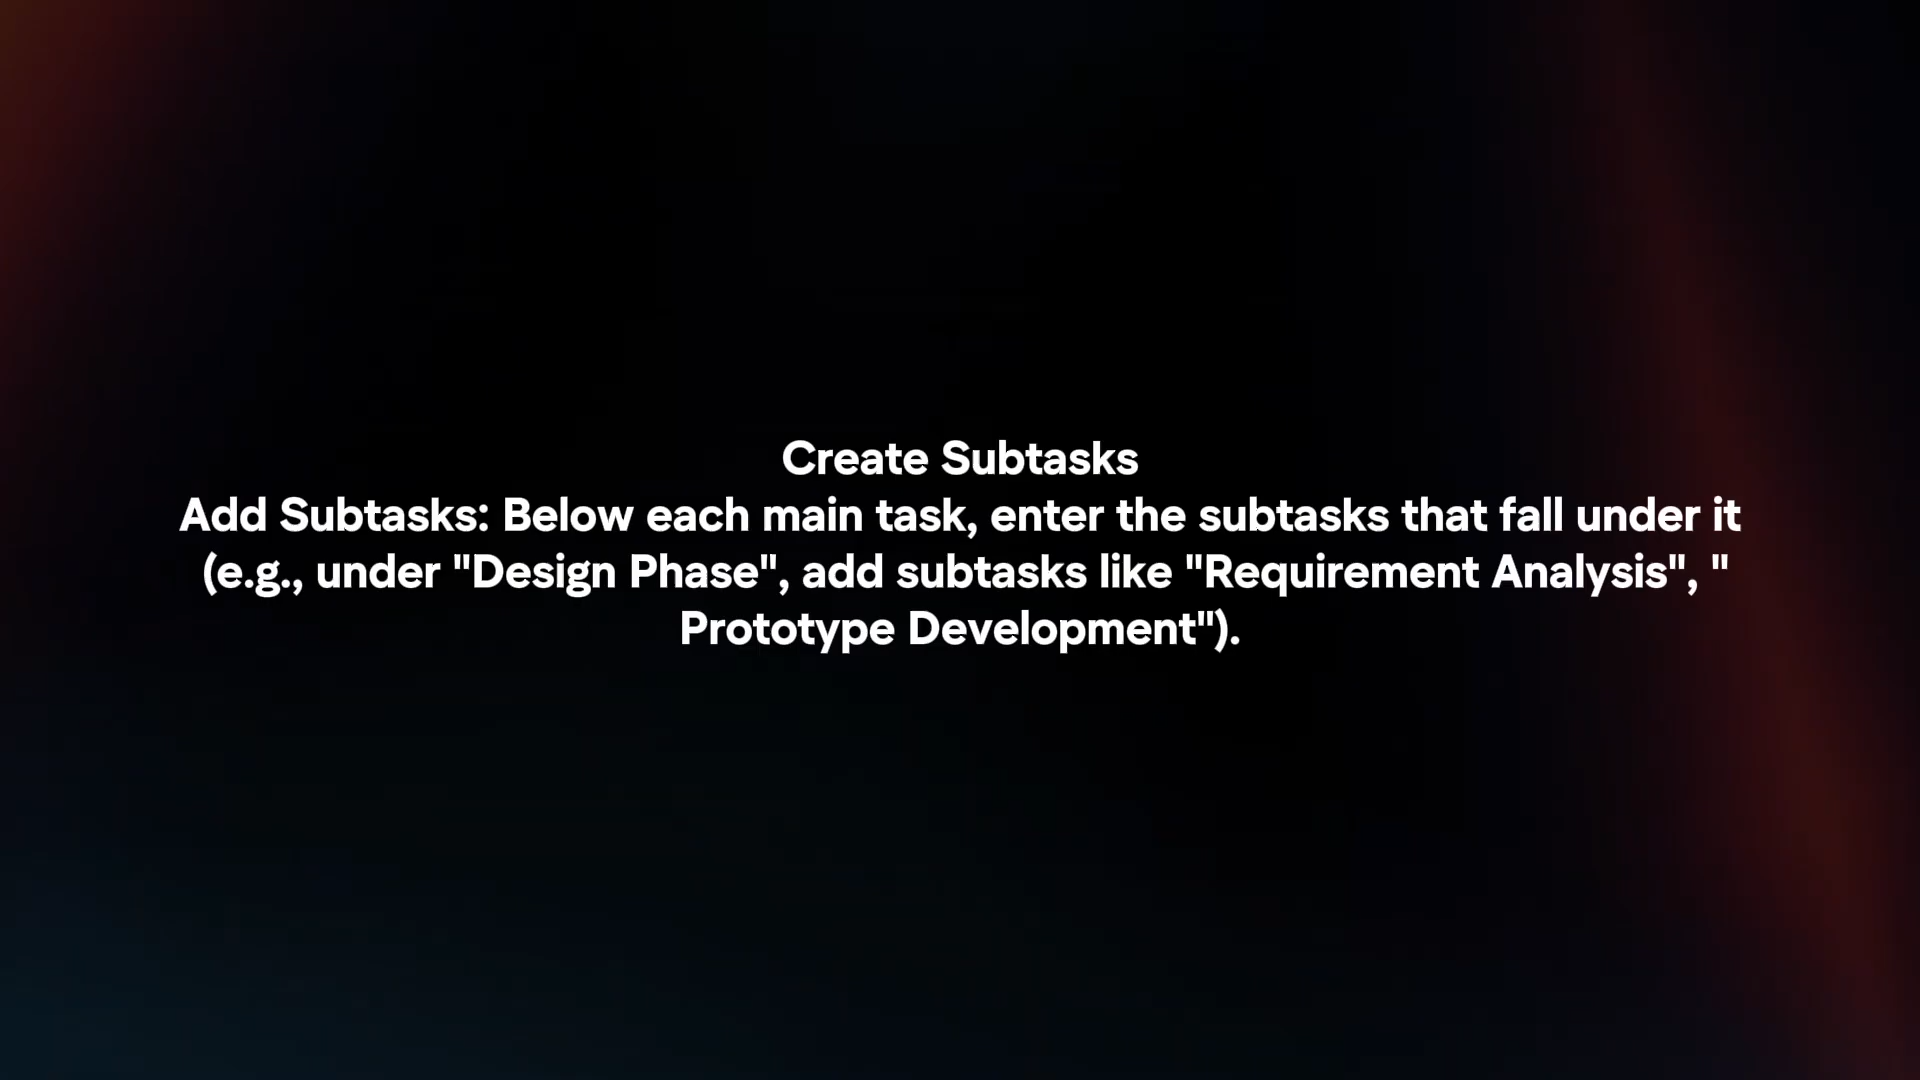 Create Subtasks
Add Subtasks: Below each main task, enter the subtasks that fall under it
(e.g., under "Design Phase", add subtasks like "Requirement Analysis", "
Prototype Development").